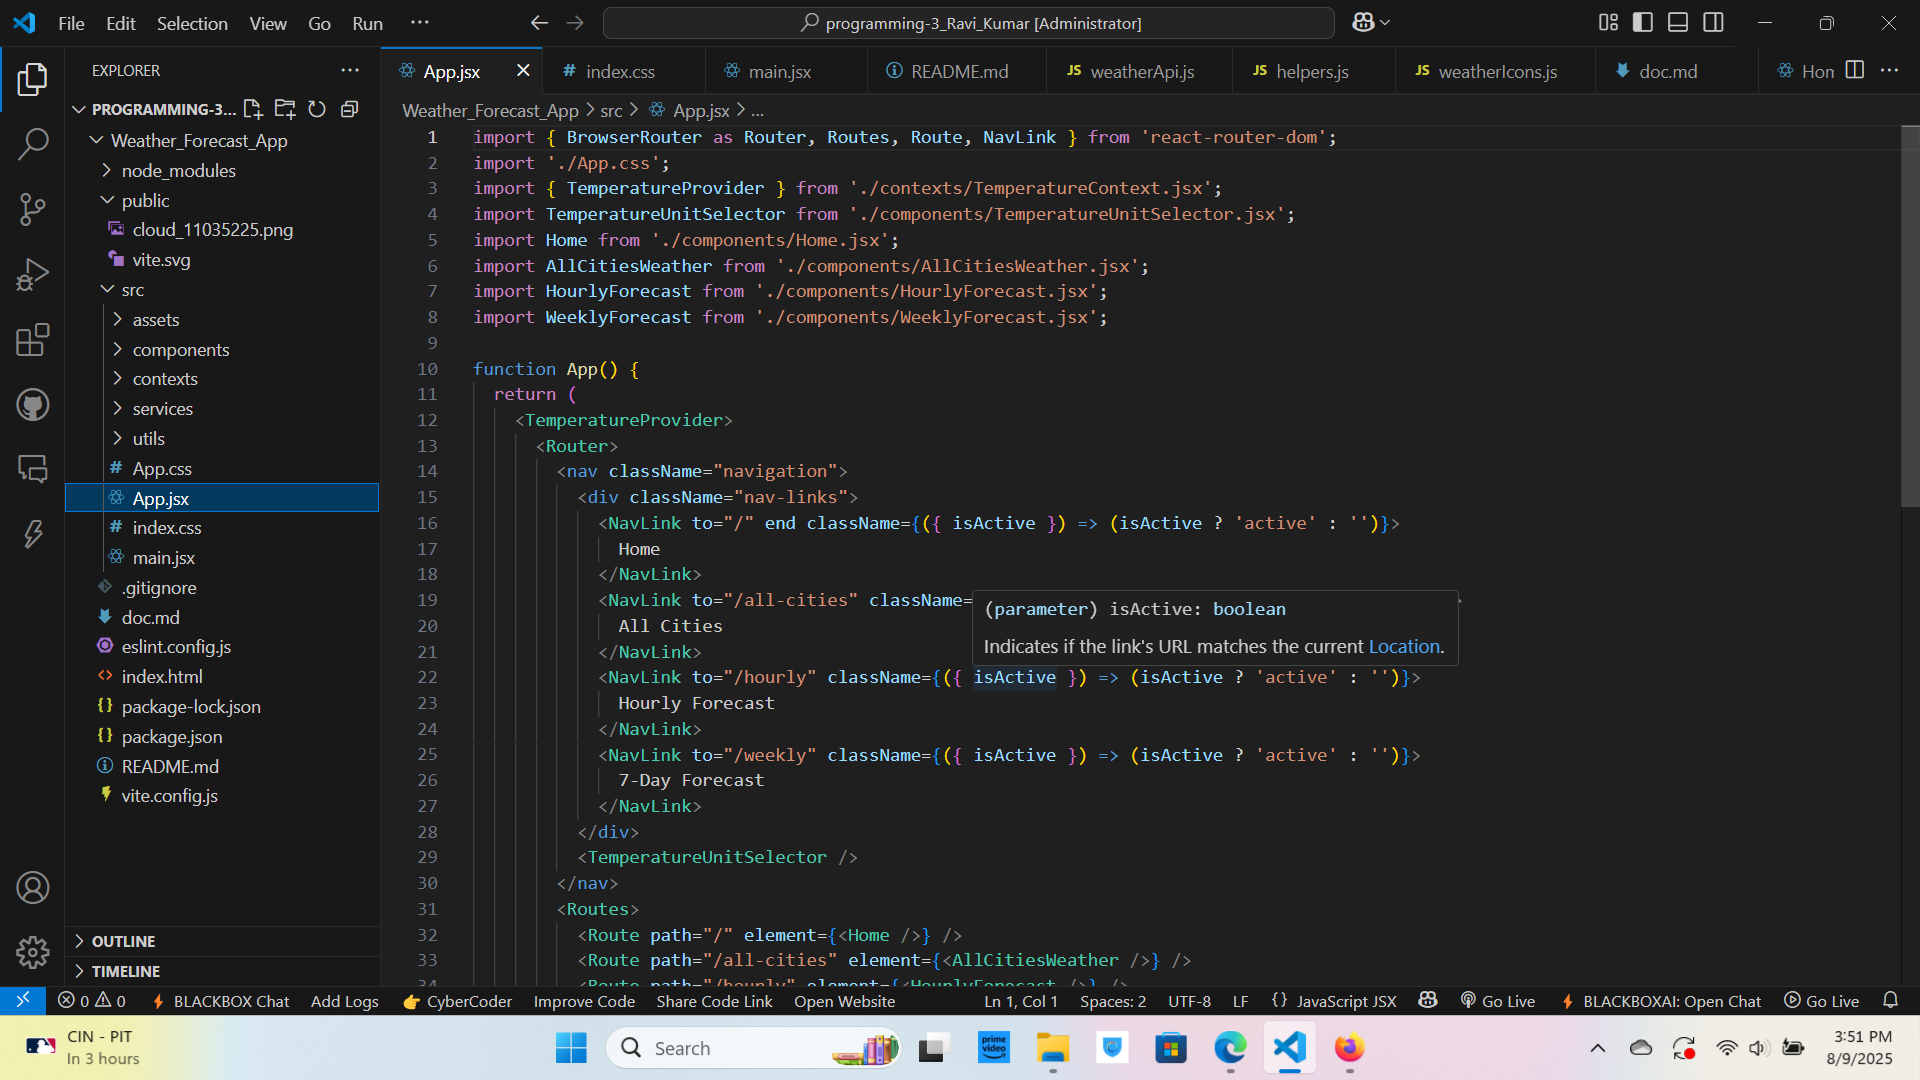 File Edit Selection View Go Run ···
programming-3_Ravi_Kumar [Administrator]
EXPLORER
PROGRAMMING-3...
Weather_Forecast_App
node_modules
public
cloud_11035225.png
vite.svg
src
assets
components
contexts
services
utils
App.css
App.jsx
index.css
main.jsx
.gitignore
doc.md
eslint.config.js
index.html
package-lock.json
package.json
README.md
vite.config.js
OUTLINE
TIMELINE
App.jsx # index.css main.jsx README.md JS weatherApi.js JS helpers.js JS weatherIcons.js doc.md Hon
Weather_Forecast_App > src > App.jsx > ...
1 import { BrowserRouter as Router, Routes, Route, NavLink } from 'react-router-dom';
2 import './App.css';
3 import { TemperatureProvider } from './contexts/TemperatureContext.jsx';
4 import TemperatureUnitSelector from './components/TemperatureUnitSelector.jsx';
5 import Home from './components/Home.jsx';
6 import AllCitiesWeather from './components/AllCitiesWeather.jsx';
7 import HourlyForecast from './components/HourlyForecast.jsx';
8 import WeeklyForecast from './components/WeeklyForecast.jsx';
9
10 function App() {
11 return (
12 <TemperatureProvider>
13 <Router>
14 <nav className="navigation">
15 <div className="nav-links">
16 <NavLink to="/" end className={({ isActive }) => (isActive ? 'active' : '')}>
17 Home
18 </NavLink>
19 <NavLink to="/all-cities" className=
20 All Cities
21 </NavLink>
(parameter) isActive: boolean
Indicates if the link's URL matches the current Location.
22 <NavLink to="/hourly" className={({ isActive }) => (isActive ? 'active' : '')}>
23 Hourly Forecast
24 </NavLink>
25 <NavLink to="/weekly" className={({ isActive }) => (isActive ? 'active' : '')}>
26 7-Day Forecast
27 </NavLink>
28 </div>
29 <TemperatureUnitSelector />
30 </nav>
31 <Routes>
32 <Route path="/" element={<Home />} />
33 <Route path="/all-cities" element={<AllCitiesWeather />} />
34 <Route path="/hourly" element={<HourlyForecast />} />
0 0 BLACKBOX Chat Add Logs CyberCoder Improve Code Share Code Link Open Website Ln 1, Col 1 Spaces: 2 UTF-8 LF {} JavaScript JSX Go Live BLACKBOXAI: Open Chat Go Live
CIN - PIT
In 3 hours
Search
prime video
3:51 PM
8/9/2025